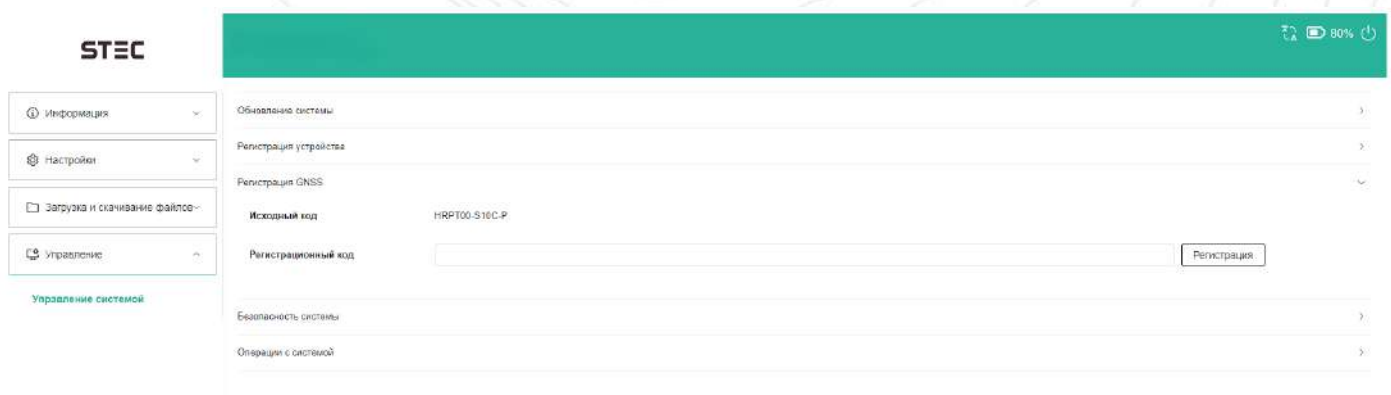 STEC
80%
Информация
Настройки
Загрузка и скачивание файлов
Управление
Управление системой
Обновление системы
Регистрация устройства
Регистрация GNSS
Исходный код
HRPT00-S10C-P
Регистрационный код
Регистрация
Безопасность системы
Операции с системой